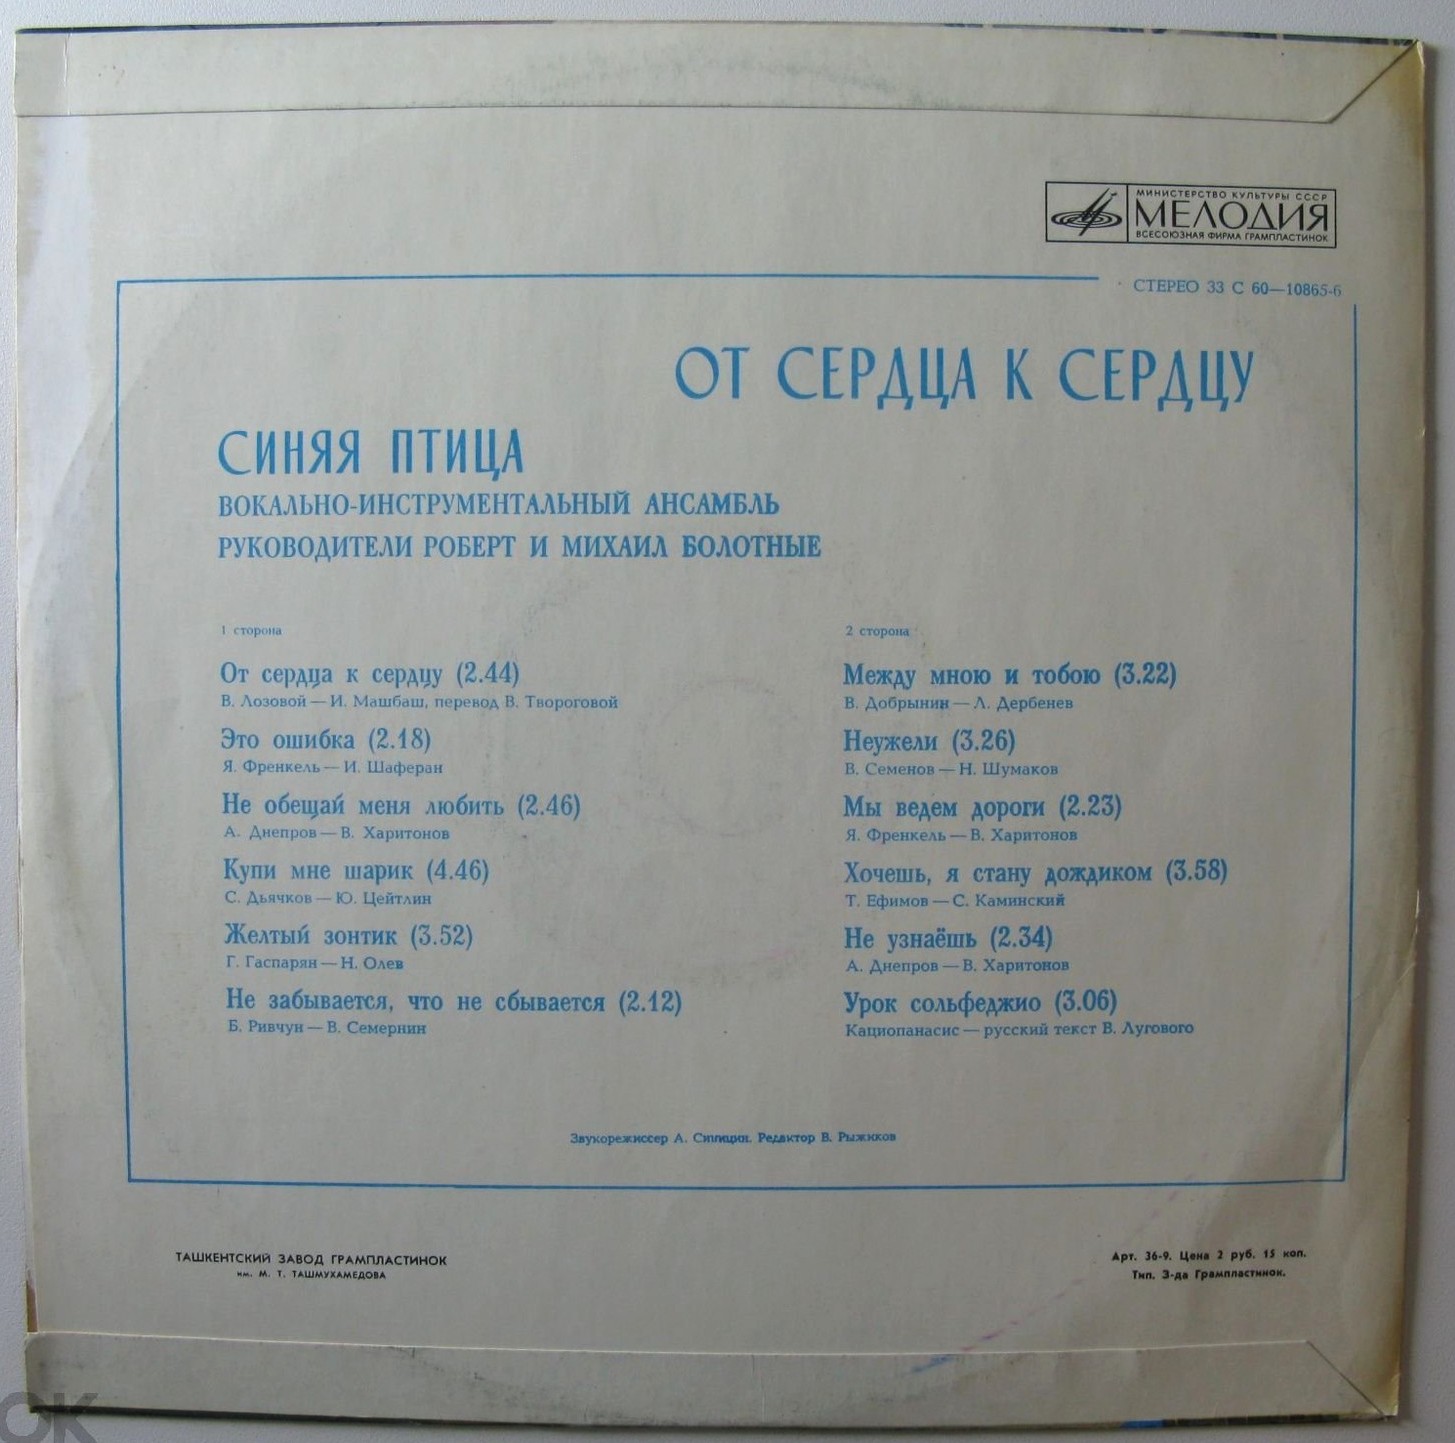 МИНИСТЕРСТВО КУЛЬТУРЫ СССР
МЕЛОДИЯ
ВСЕСОЮЗНАЯ ФИРМА ГРАМПЛАСТИНОК
СТЕРЕО 33 С 60—10865-6
ОТ СЕРДЦА К СЕРДЦУ
СИНЯЯ ПТИЦА
ВОКАЛЬНО-ИНСТРУМЕНТАЛЬНЫЙ АНСАМБЛЬ
РУКОВОДИТЕЛИ РОБЕРТ И МИХАИЛ БОЛОТНЫЕ
1 сторона
От сердца к сердцу (2.44)
В. Лозовой — И. Машбаш, перевод В. Твороговой
Это ошибка (2.18)
Я. Френкель — И. Шаферан
Не обещай меня любить (2.46)
А. Днепров — В. Харитонов
Купи мне шарик (4.46)
С. Дьячков — Ю. Цейтлин
Желтый зонтик (3.52)
Г. Гаспарян — Н. Олев
Не забывается, что не сбывается (2.12)
Б. Ривчун — В. Семернин
2 сторона
Между мною и тобою (3.22)
В. Добрынин — Л. Дербенев
Неужели (3.26)
В. Семенов — Н. Шумаков
Мы ведем дороги (2.23)
Я. Френкель — В. Харитонов
Хочешь, я стану дождиком (3.58)
Т. Ефимов — С. Каминский
Не узнаёшь (2.34)
А. Днепров — В. Харитонов
Урок сольфеджио (3.06)
Кациопанасис — русский текст В. Лугового
Звукорежиссер А. Редактор В. Рыжиков
ТАШКЕНТСКИЙ ЗАВОД ГРАМПЛАСТИНОК
им. М. Т. ТАШМУХАМЕДОВА
Арт. 36-9. Цена 2 руб. 15 коп.
Тип. З-да Грампластинок.
OK